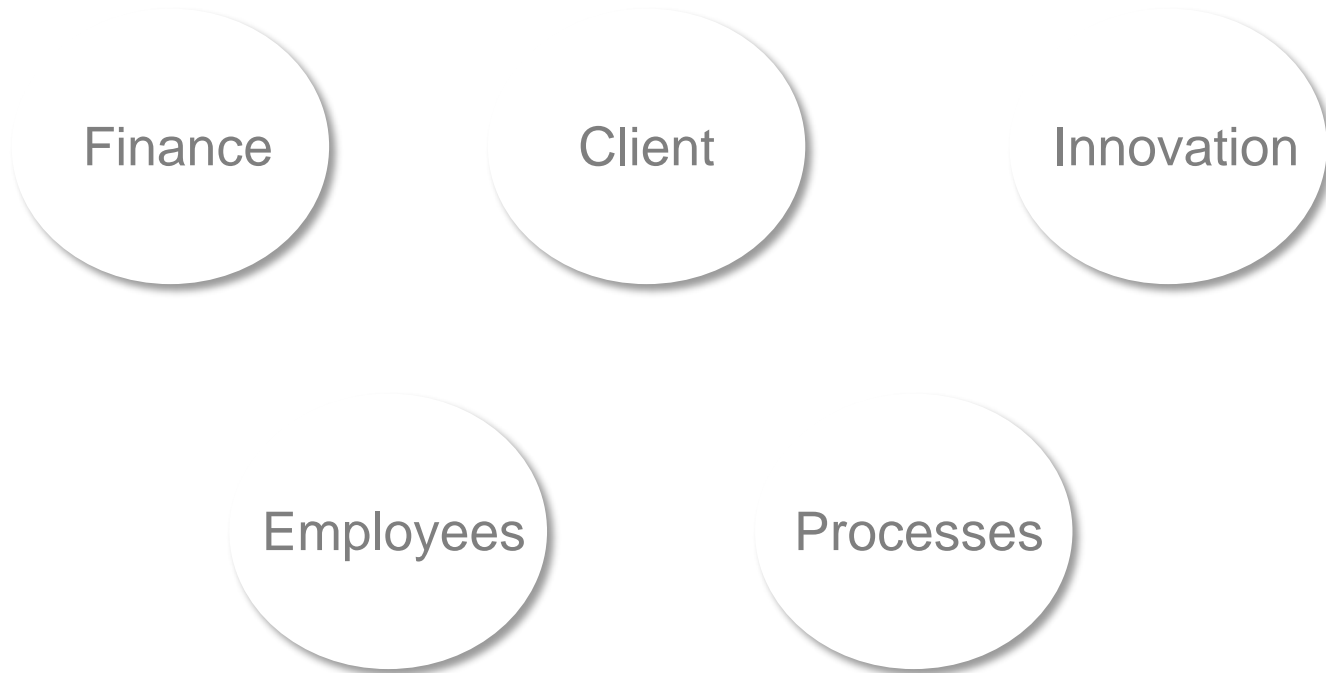 Finance
Client
Innovation
Employees
Processes